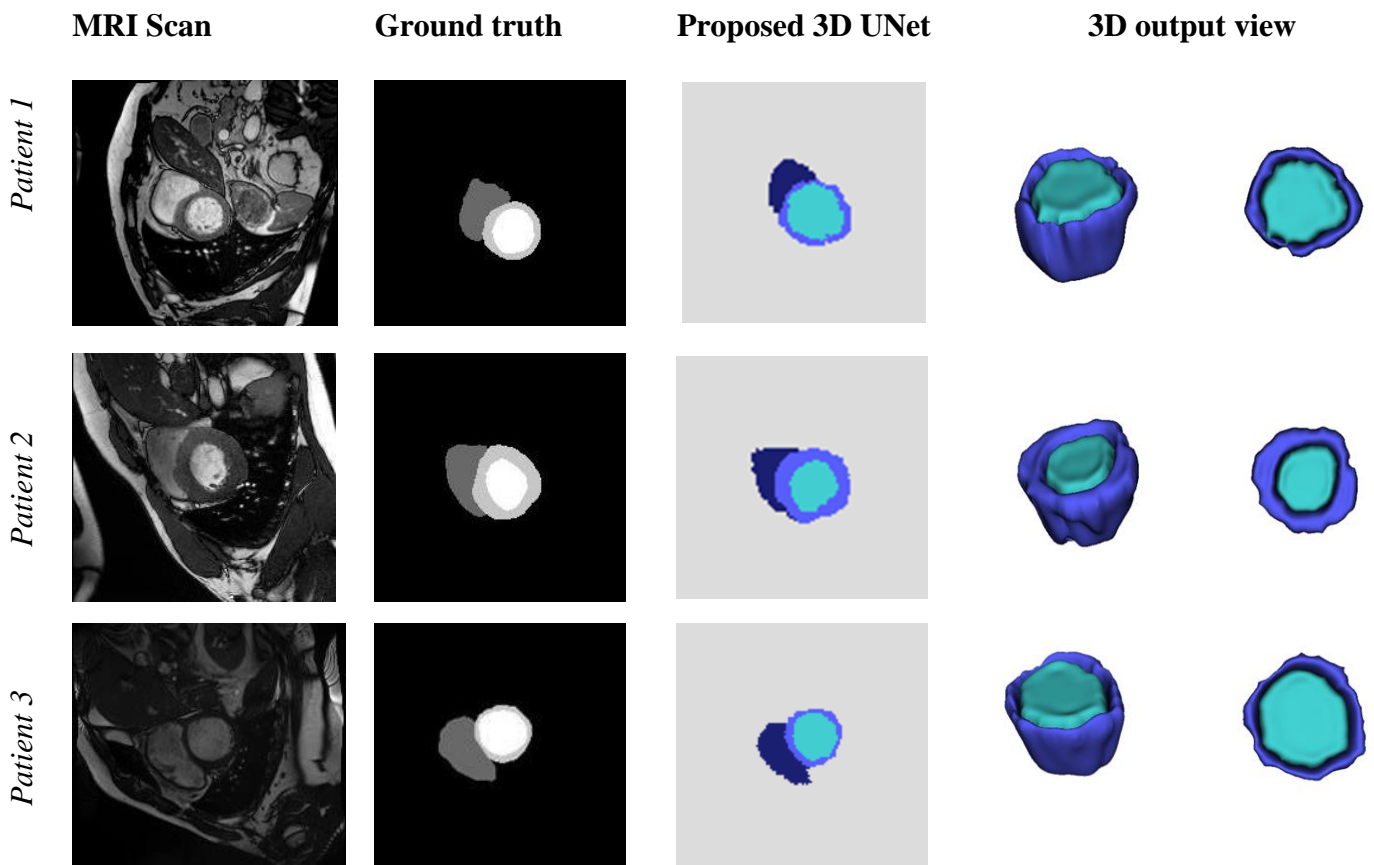 MRI Scan
Ground truth
Proposed 3D UNet
3D output view
Patient 1
Patient 2
Patient 3